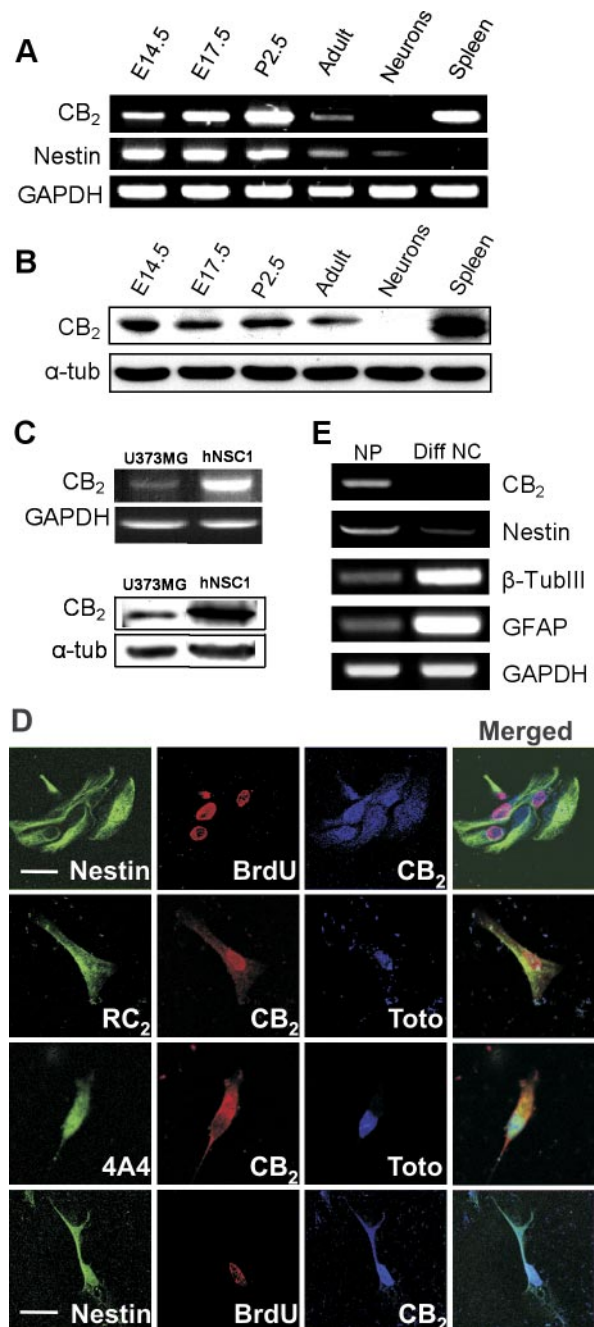 A
E14.5 E17.5 P2.5 Adult Neurons Spleen
CB₂
Nestin
GAPDH
B
E14.5 E17.5 P2.5 Adult Neurons Spleen
CB₂
α-tub
C
U373MG hNSC1
CB₂
GAPDH
U373MG hNSC1
CB₂
α-tub
E
NP Diff NC
CB₂
Nestin
β-TubIII
GFAP
GAPDH
D
Merged
Nestin BrdU CB₂
RC₂ CB₂ Toto
4A4 CB₂ Toto
Nestin BrdU CB₂